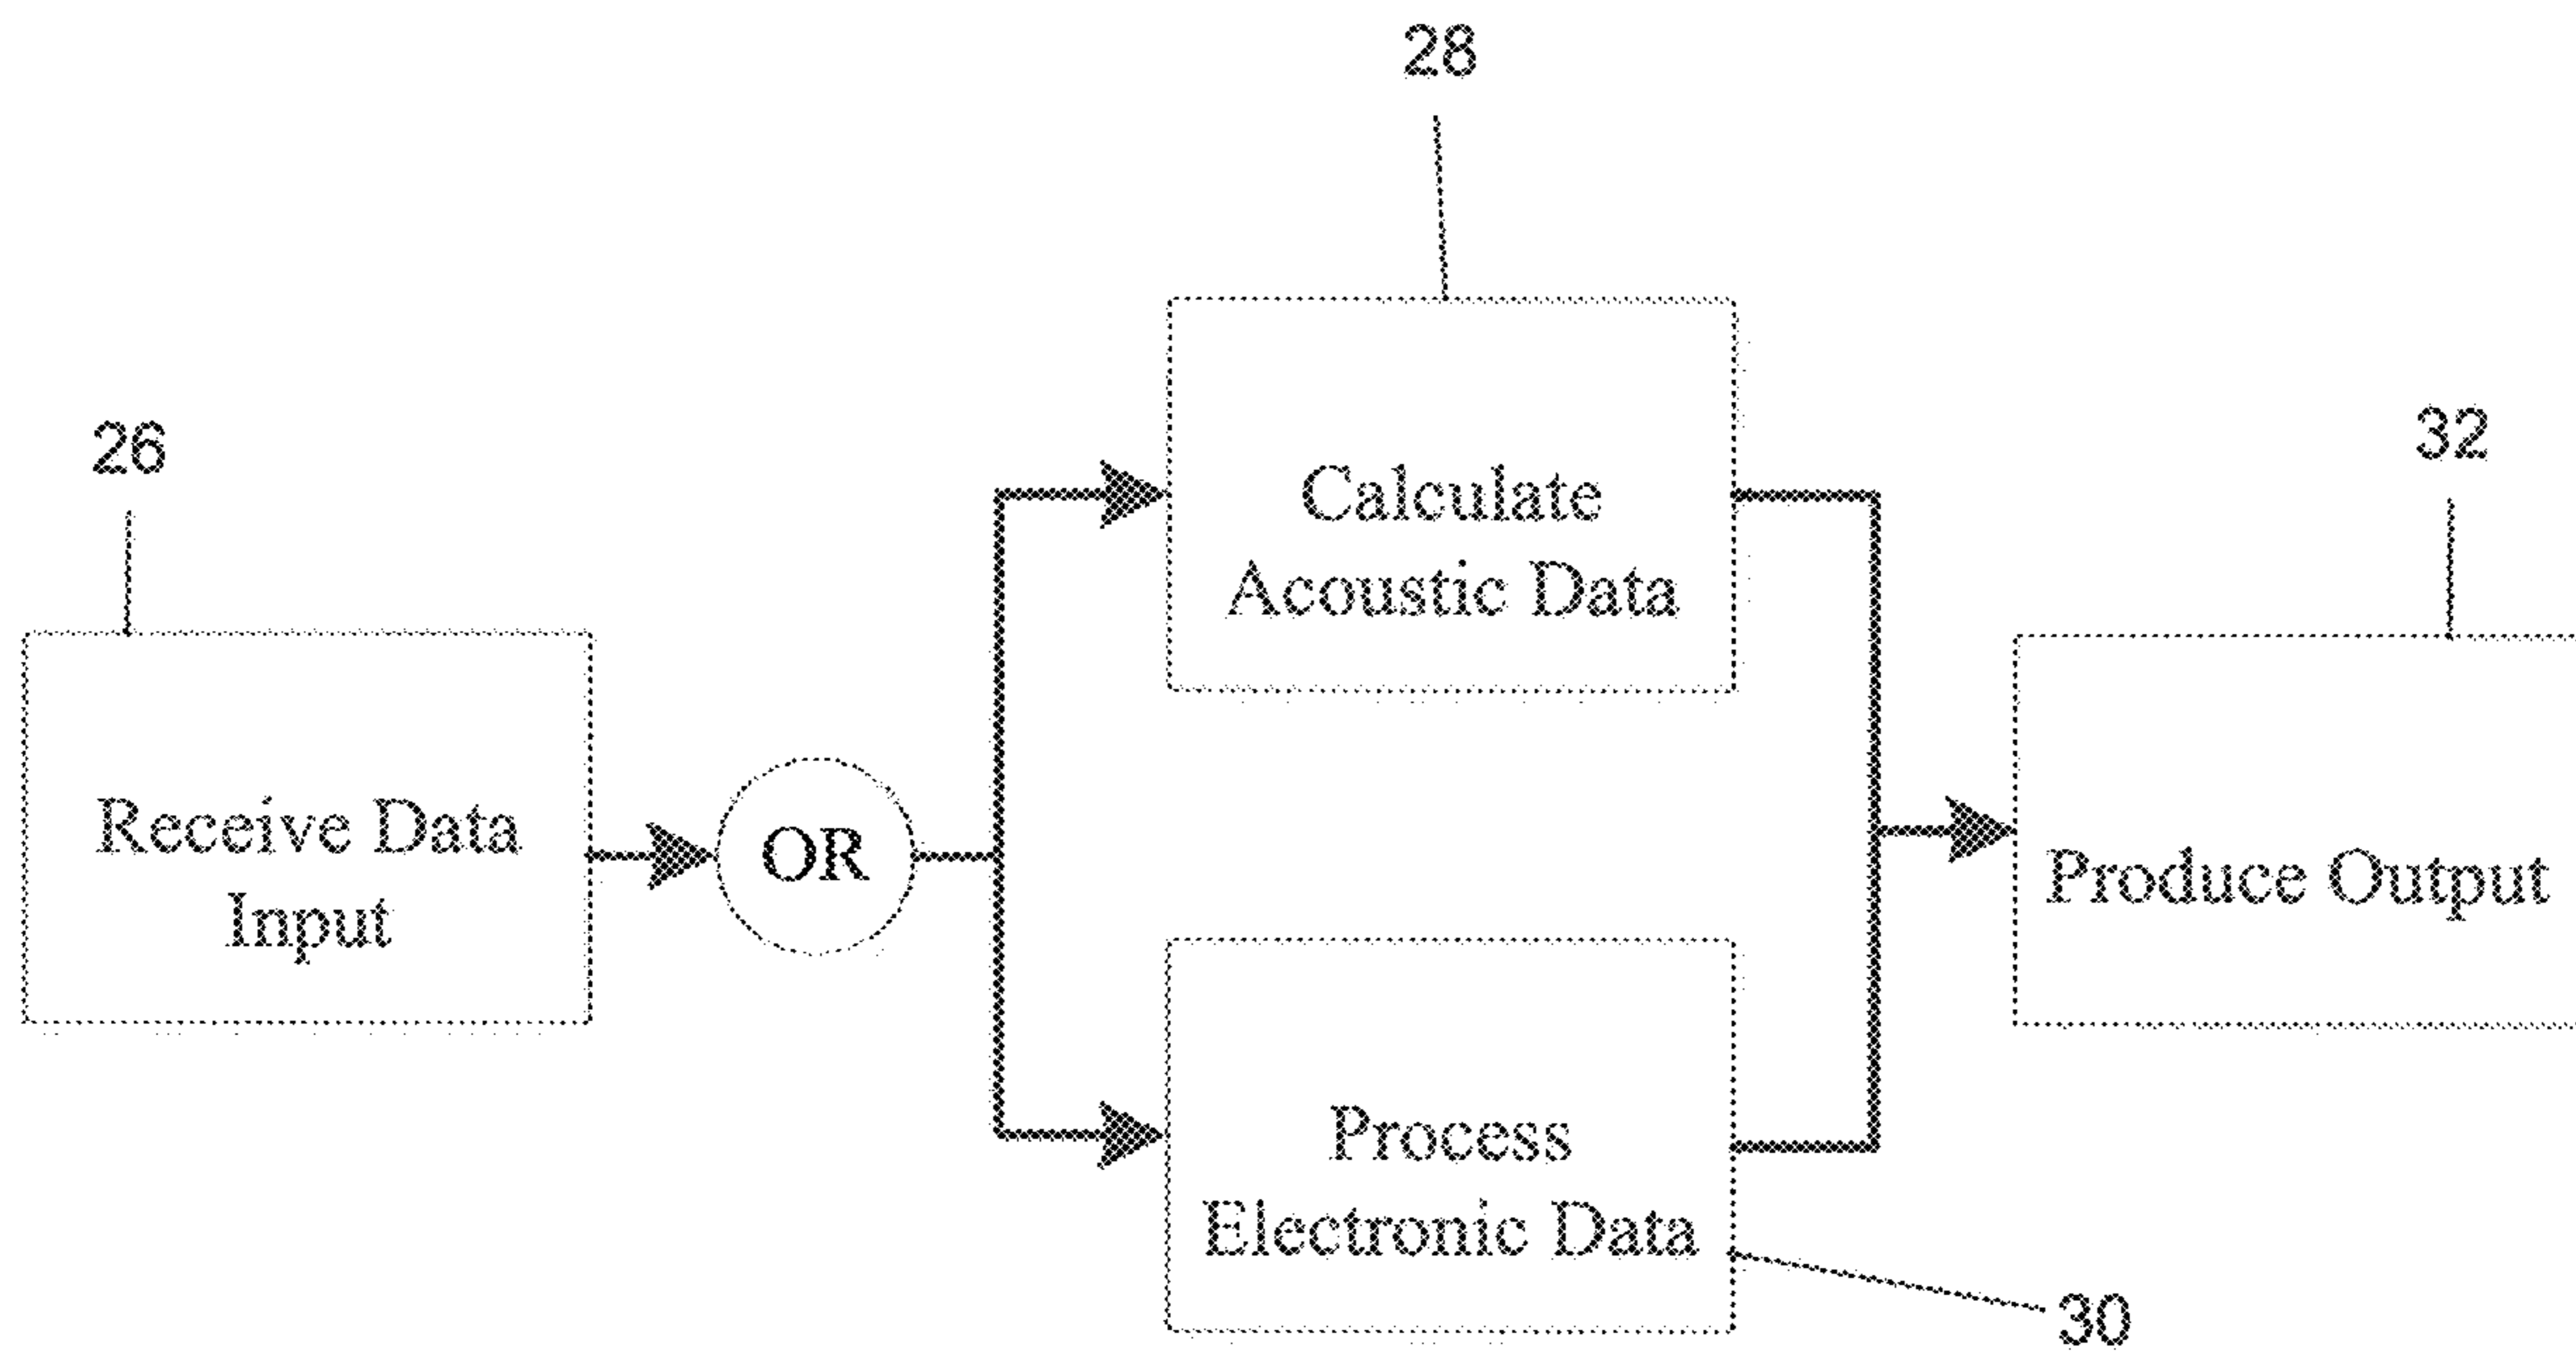 28
26
32
Calculate
Acoustic Data
Receive Data
Input
OR
Produce Output
Process
Electronic Data
30